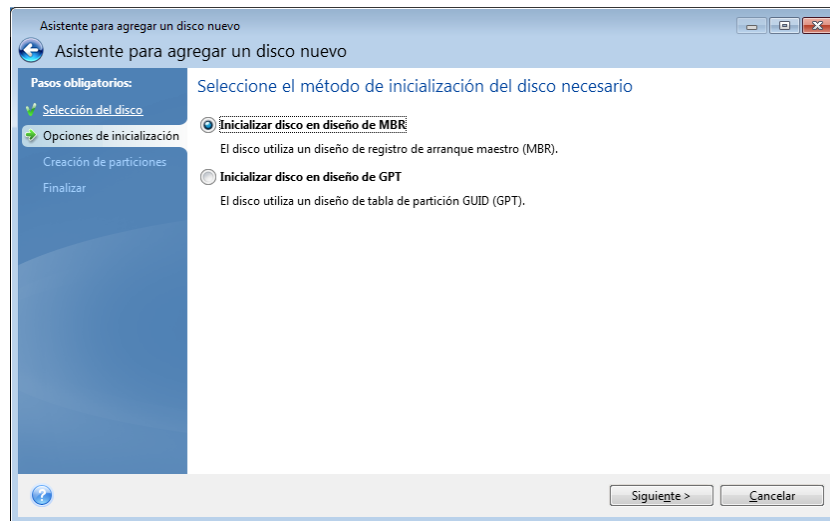 Asistente para agregar un disco nuevo
Asistente para agregar un disco nuevo
Pasos obligatorios:
Selección del disco
Opciones de inicialización
Creación de particiones
Finalizar
Seleccione el método de inicialización del disco necesario
Inicializar disco en diseño de MBR
El disco utiliza un diseño de registro de arranque maestro (MBR).
Inicializar disco en diseño de GPT
El disco utiliza un diseño de tabla de partición GUID (GPT).
?
Siguiente >
Cancelar